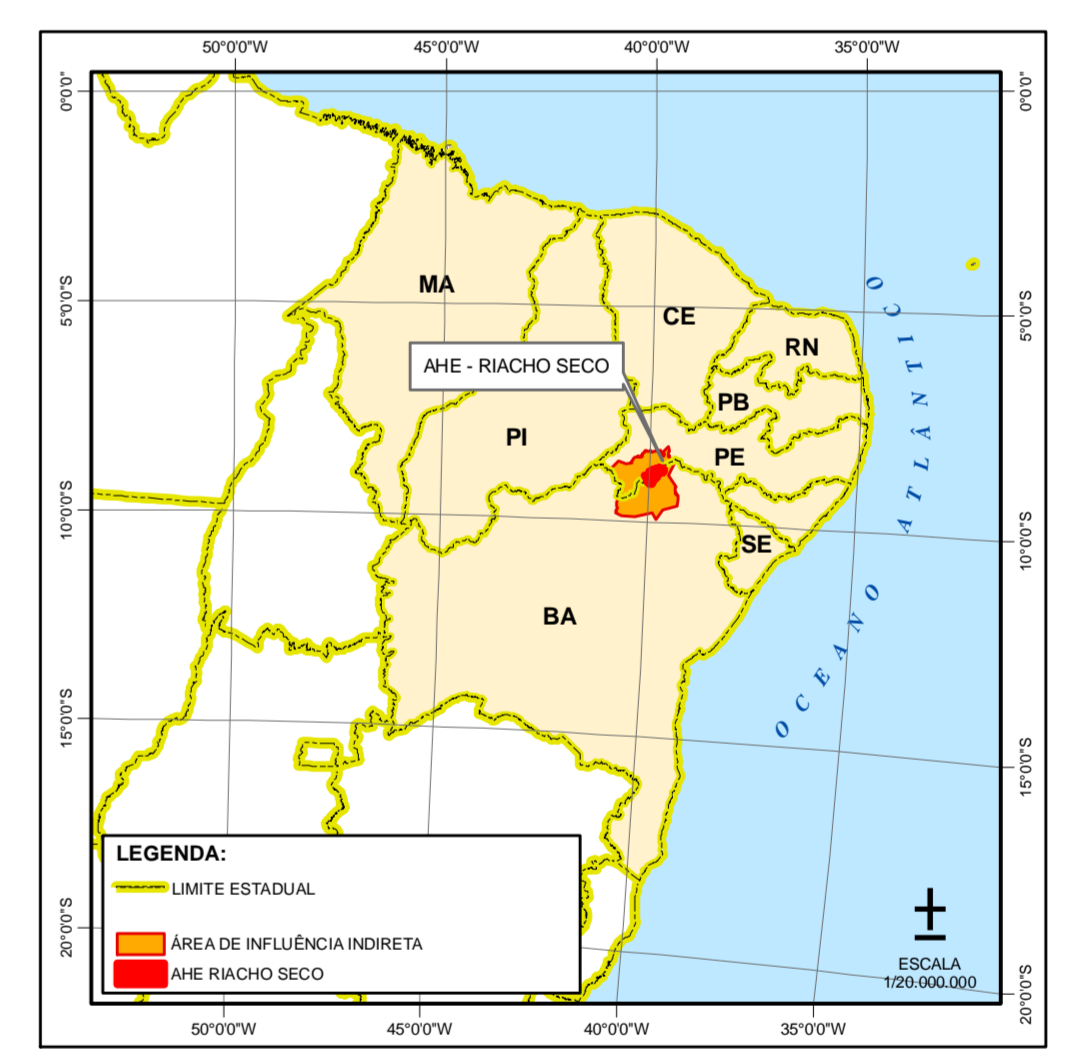 50°0'0"W 45°0'0"W 40°0'0"W 35°0'0"W
0°0'0"
0°0'0"
MA
5°0'0"S
CE
5°0'0"S
RN
AHE - RIACHO SECO
PB
PI
PE
10°0'0"S
10°0'0"S
SE
BA
OCEANO ATLÂNTICO
15°0'0"S
15°0'0"S
LEGENDA:
LIMITE ESTADUAL
ÁREA DE INFLUÊNCIA INDIRETA
AHE RIACHO SECO
20°0'0"S
ESCALA
1/20.000.000
20°0'0"S
50°0'0"W 45°0'0"W 40°0'0"W 35°0'0"W